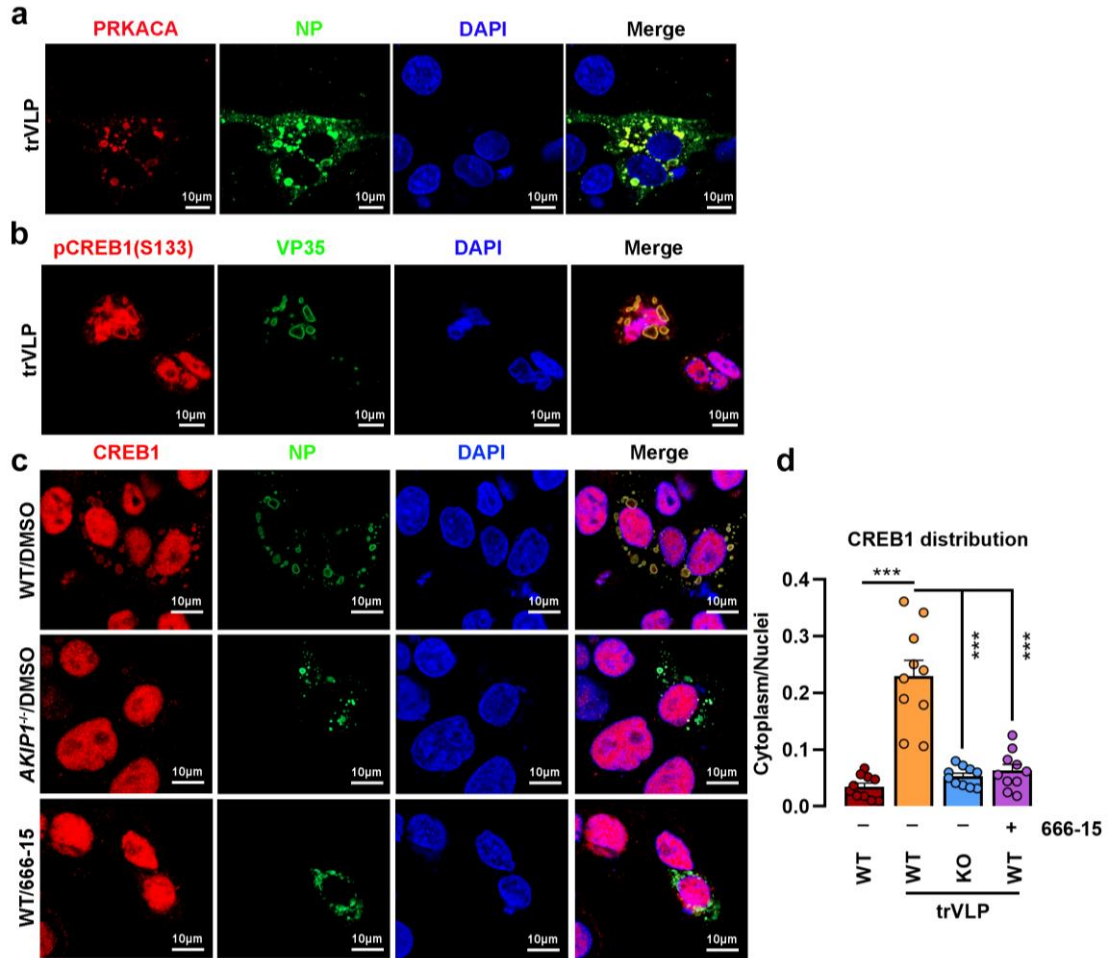 a
PRKACA NP DAPI Merge
trVLP
10μm 10μm 10μm 10μm
b
pCREB1(S133) VP35 DAPI Merge
trVLP
10μm 10μm 10μm 10μm
c
CREB1 NP DAPI Merge
WT/DMSO
10μm 10μm 10μm 10μm
AKIP1-/-/DMSO
10μm 10μm 10μm 10μm
WT/666-15
10μm 10μm 10μm 10μm
d
CREB1 distribution
Cytoplasm/Nuclei
0.4
0.3
0.2
0.1
0.0
***
***
***
– – – + 666-15
WT WT KO WT
trVLP